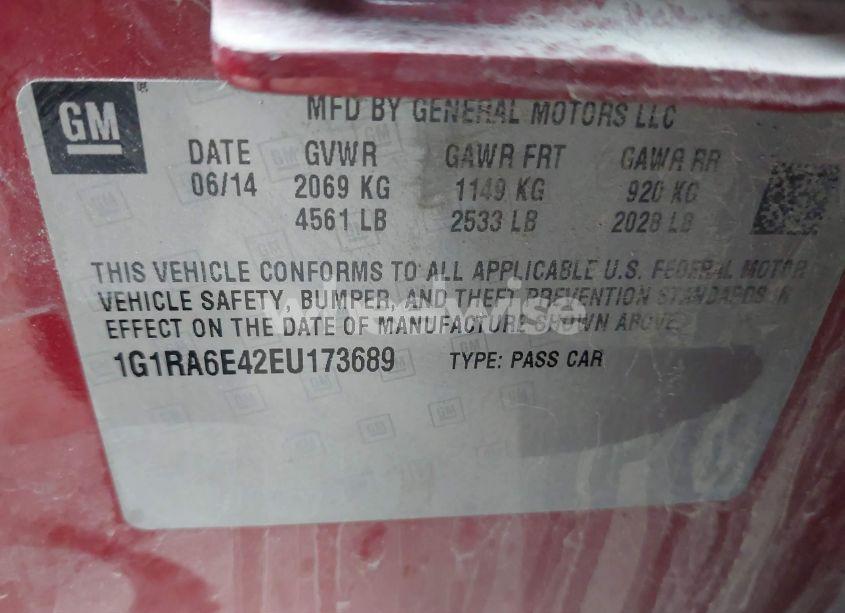 GM
MFD BY GENERAL MOTORS LLC
DATE GVWR GAWR FRT GAWR RR
06/14 2069 KG 1149 KG 920 KG
4561 LB 2533 LB 2028 LB
THIS VEHICLE CONFORMS TO ALL APPLICABLE U.S. FEDERAL MOTOR
VEHICLE SAFETY, BUMPER, AND THEFT PREVENTION STANDARDS IN
EFFECT ON THE DATE OF MANUFACTURE SHOWN ABOVE.
1G1RA6E42EU173689 TYPE: PASS CAR